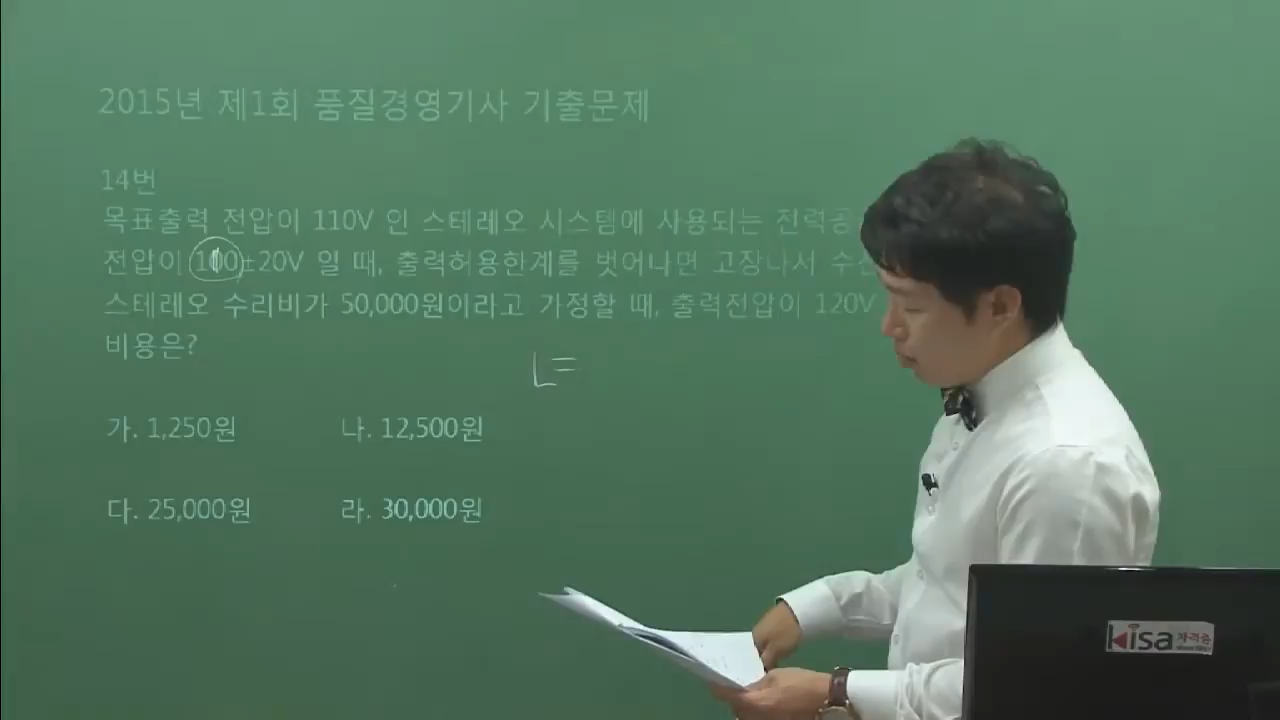 2015년 제1회 품질경영기사 기출문제
14번
목표출력 전압이 110V 인 스테레오 시스템에 사용되는 전력공
전압이 110±20V 일 때, 출력허용한계를 벗어나면 고장나서 수
스테레오 수리비가 50,000원이라고 가정할 때, 출력전압이 120V
비용은?
L=
가. 1,250원 나. 12,500원
다. 25,000원 라. 30,000원
Kisa 자격증